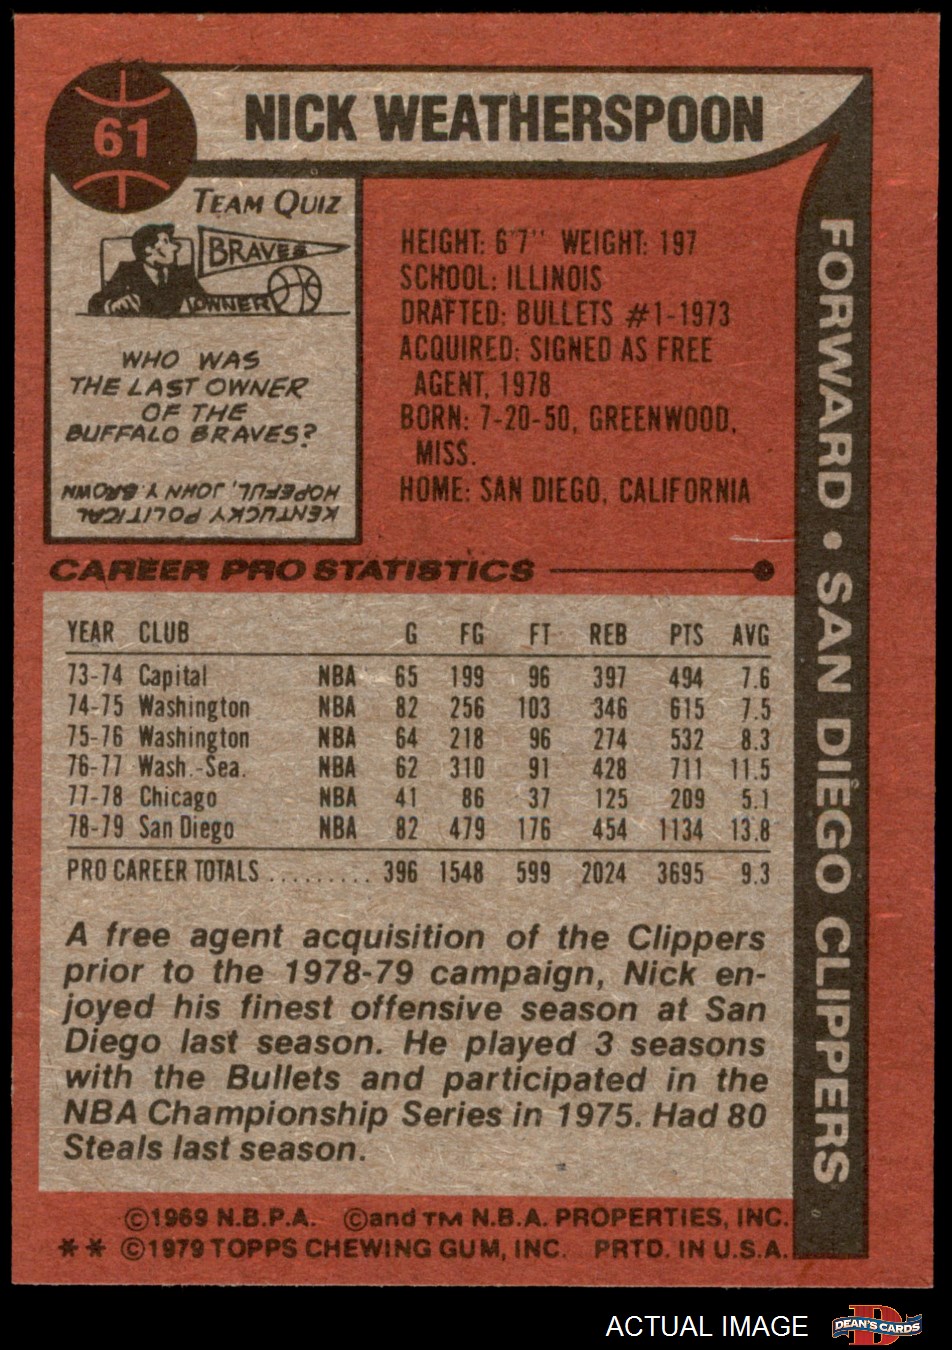 61
NICK WEATHERSPOON
TEAM QUIZ
BRAVES
OWNER
WHO WAS
THE LAST OWNER
OF THE
BUFFALO BRAVES?
KENTUCKY POLITICAL
HOPEFUL, JOHN Y. BROWN
HEIGHT: 6'7'' WEIGHT: 197
SCHOOL: ILLINOIS
DRAFTED: BULLETS #1-1973
ACQUIRED: SIGNED AS FREE
AGENT, 1978
BORN: 7-20-50, GREENWOOD,
MISS.
HOME: SAN DIEGO, CALIFORNIA
FORWARD • SAN DIEGO CLIPPERS
CAREER PRO STATISTICS
YEAR CLUB G FG FT REB PTS AVG
73-74 Capital NBA 65 199 96 397 494 7.6
74-75 Washington NBA 82 256 103 346 615 7.5
75-76 Washington NBA 64 218 96 274 532 8.3
76-77 Wash.-Sea. NBA 62 310 91 428 711 11.5
77-78 Chicago NBA 41 86 37 125 209 5.1
78-79 San Diego NBA 82 479 176 454 1134 13.8
PRO CAREER TOTALS .......... 396 1548 599 2024 3695 9.3
A free agent acquisition of the Clippers
prior to the 1978-79 campaign, Nick en-
joyed his finest offensive season at San
Diego last season. He played 3 seasons
with the Bullets and participated in the
NBA Championship Series in 1975. Had 80
Steals last season.
©1969 N.B.P.A. ©and TM N.B.A. PROPERTIES, INC.
** ©1979 TOPPS CHEWING GUM, INC. PRTD. IN U.S.A.
ACTUAL IMAGE
D
DEAN'S CARDS